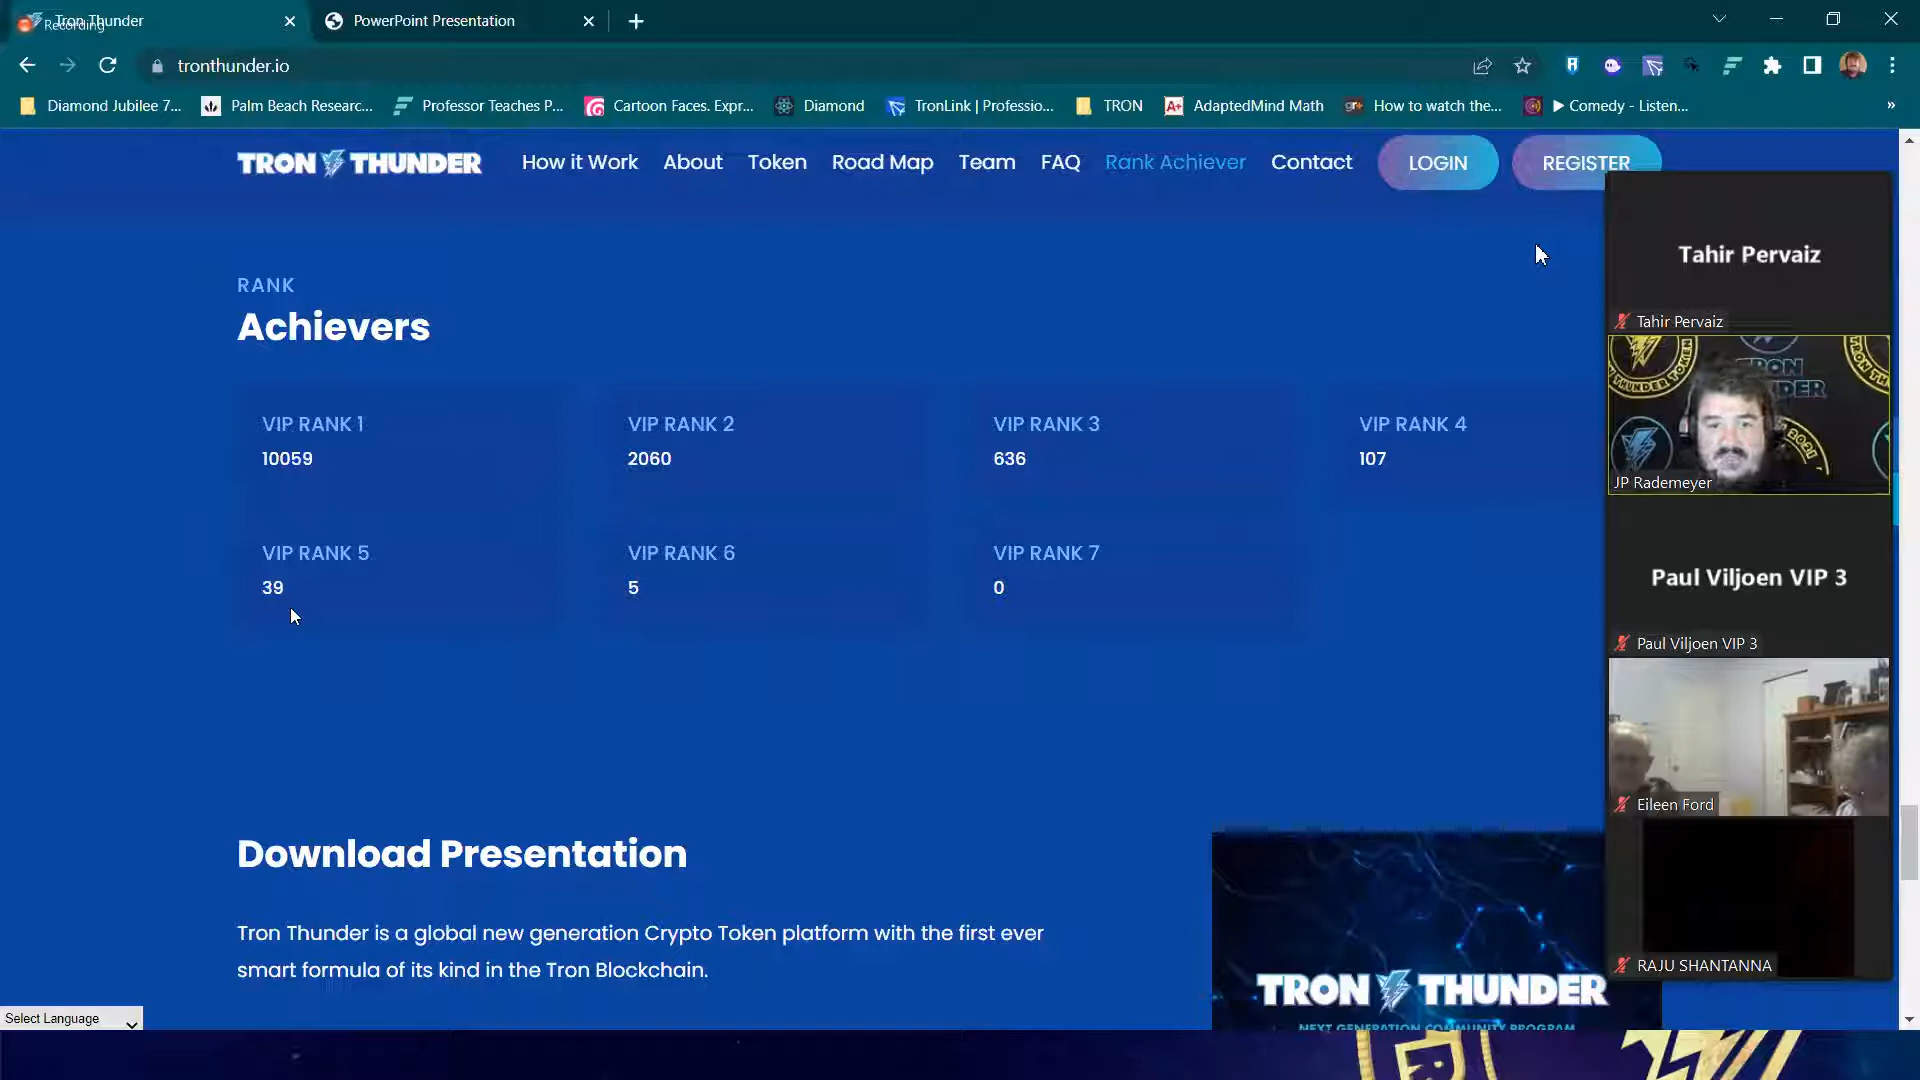 Tron Thunder
Recording
PowerPoint Presentation
tronthunder.io
Diamond Jubilee 7...
Palm Beach Researc...
Professor Teaches P...
Cartoon Faces. Expr...
Diamond
TronLink | Professio...
TRON
A+
AdaptedMind Math
How to watch the...
Comedy - Listen...
»
TRON THUNDER
How it Work
About
Token
Road Map
Team
FAQ
Rank Achiever
Contact
LOGIN
REGISTER
RANK
Achievers
VIP RANK 1
10059
VIP RANK 2
2060
VIP RANK 3
636
VIP RANK 4
107
VIP RANK 5
39
VIP RANK 6
5
VIP RANK 7
0
Tahir Pervaiz
Tahir Pervaiz
JP Rademeyer
Paul Viljoen VIP 3
Paul Viljoen VIP 3
Eileen Ford
RAJU SHANTANNA
Download Presentation
Tron Thunder is a global new generation Crypto Token platform with the first ever
smart formula of its kind in the Tron Blockchain.
TRON THUNDER
NEXT GENERATION COMMUNITY PROGRAM
Select Language